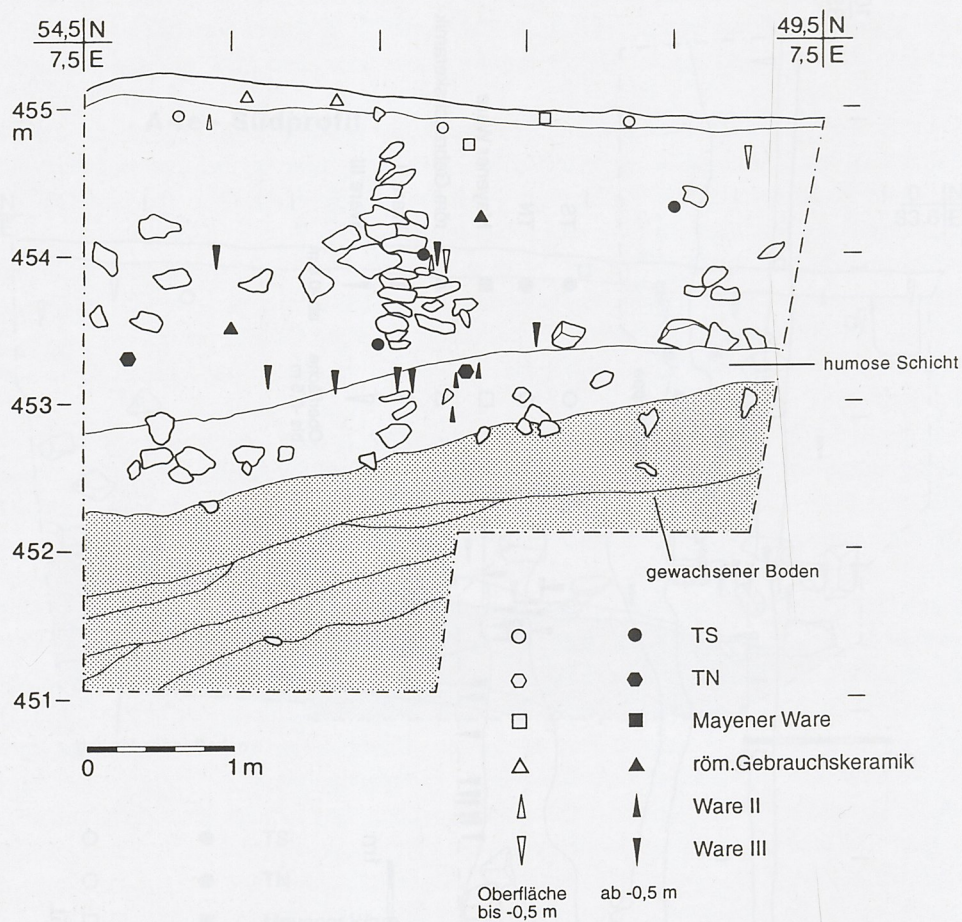 54,5 N
7,5 E
49,5 N
7,5 E
455
m
454
453
452
451
humose Schicht
gewachsener Boden
0 1 m
TS
TN
Mayener Ware
röm.Gebrauchskeramik
Ware II
Ware III
Oberfläche
bis -0,5 m
ab -0,5 m